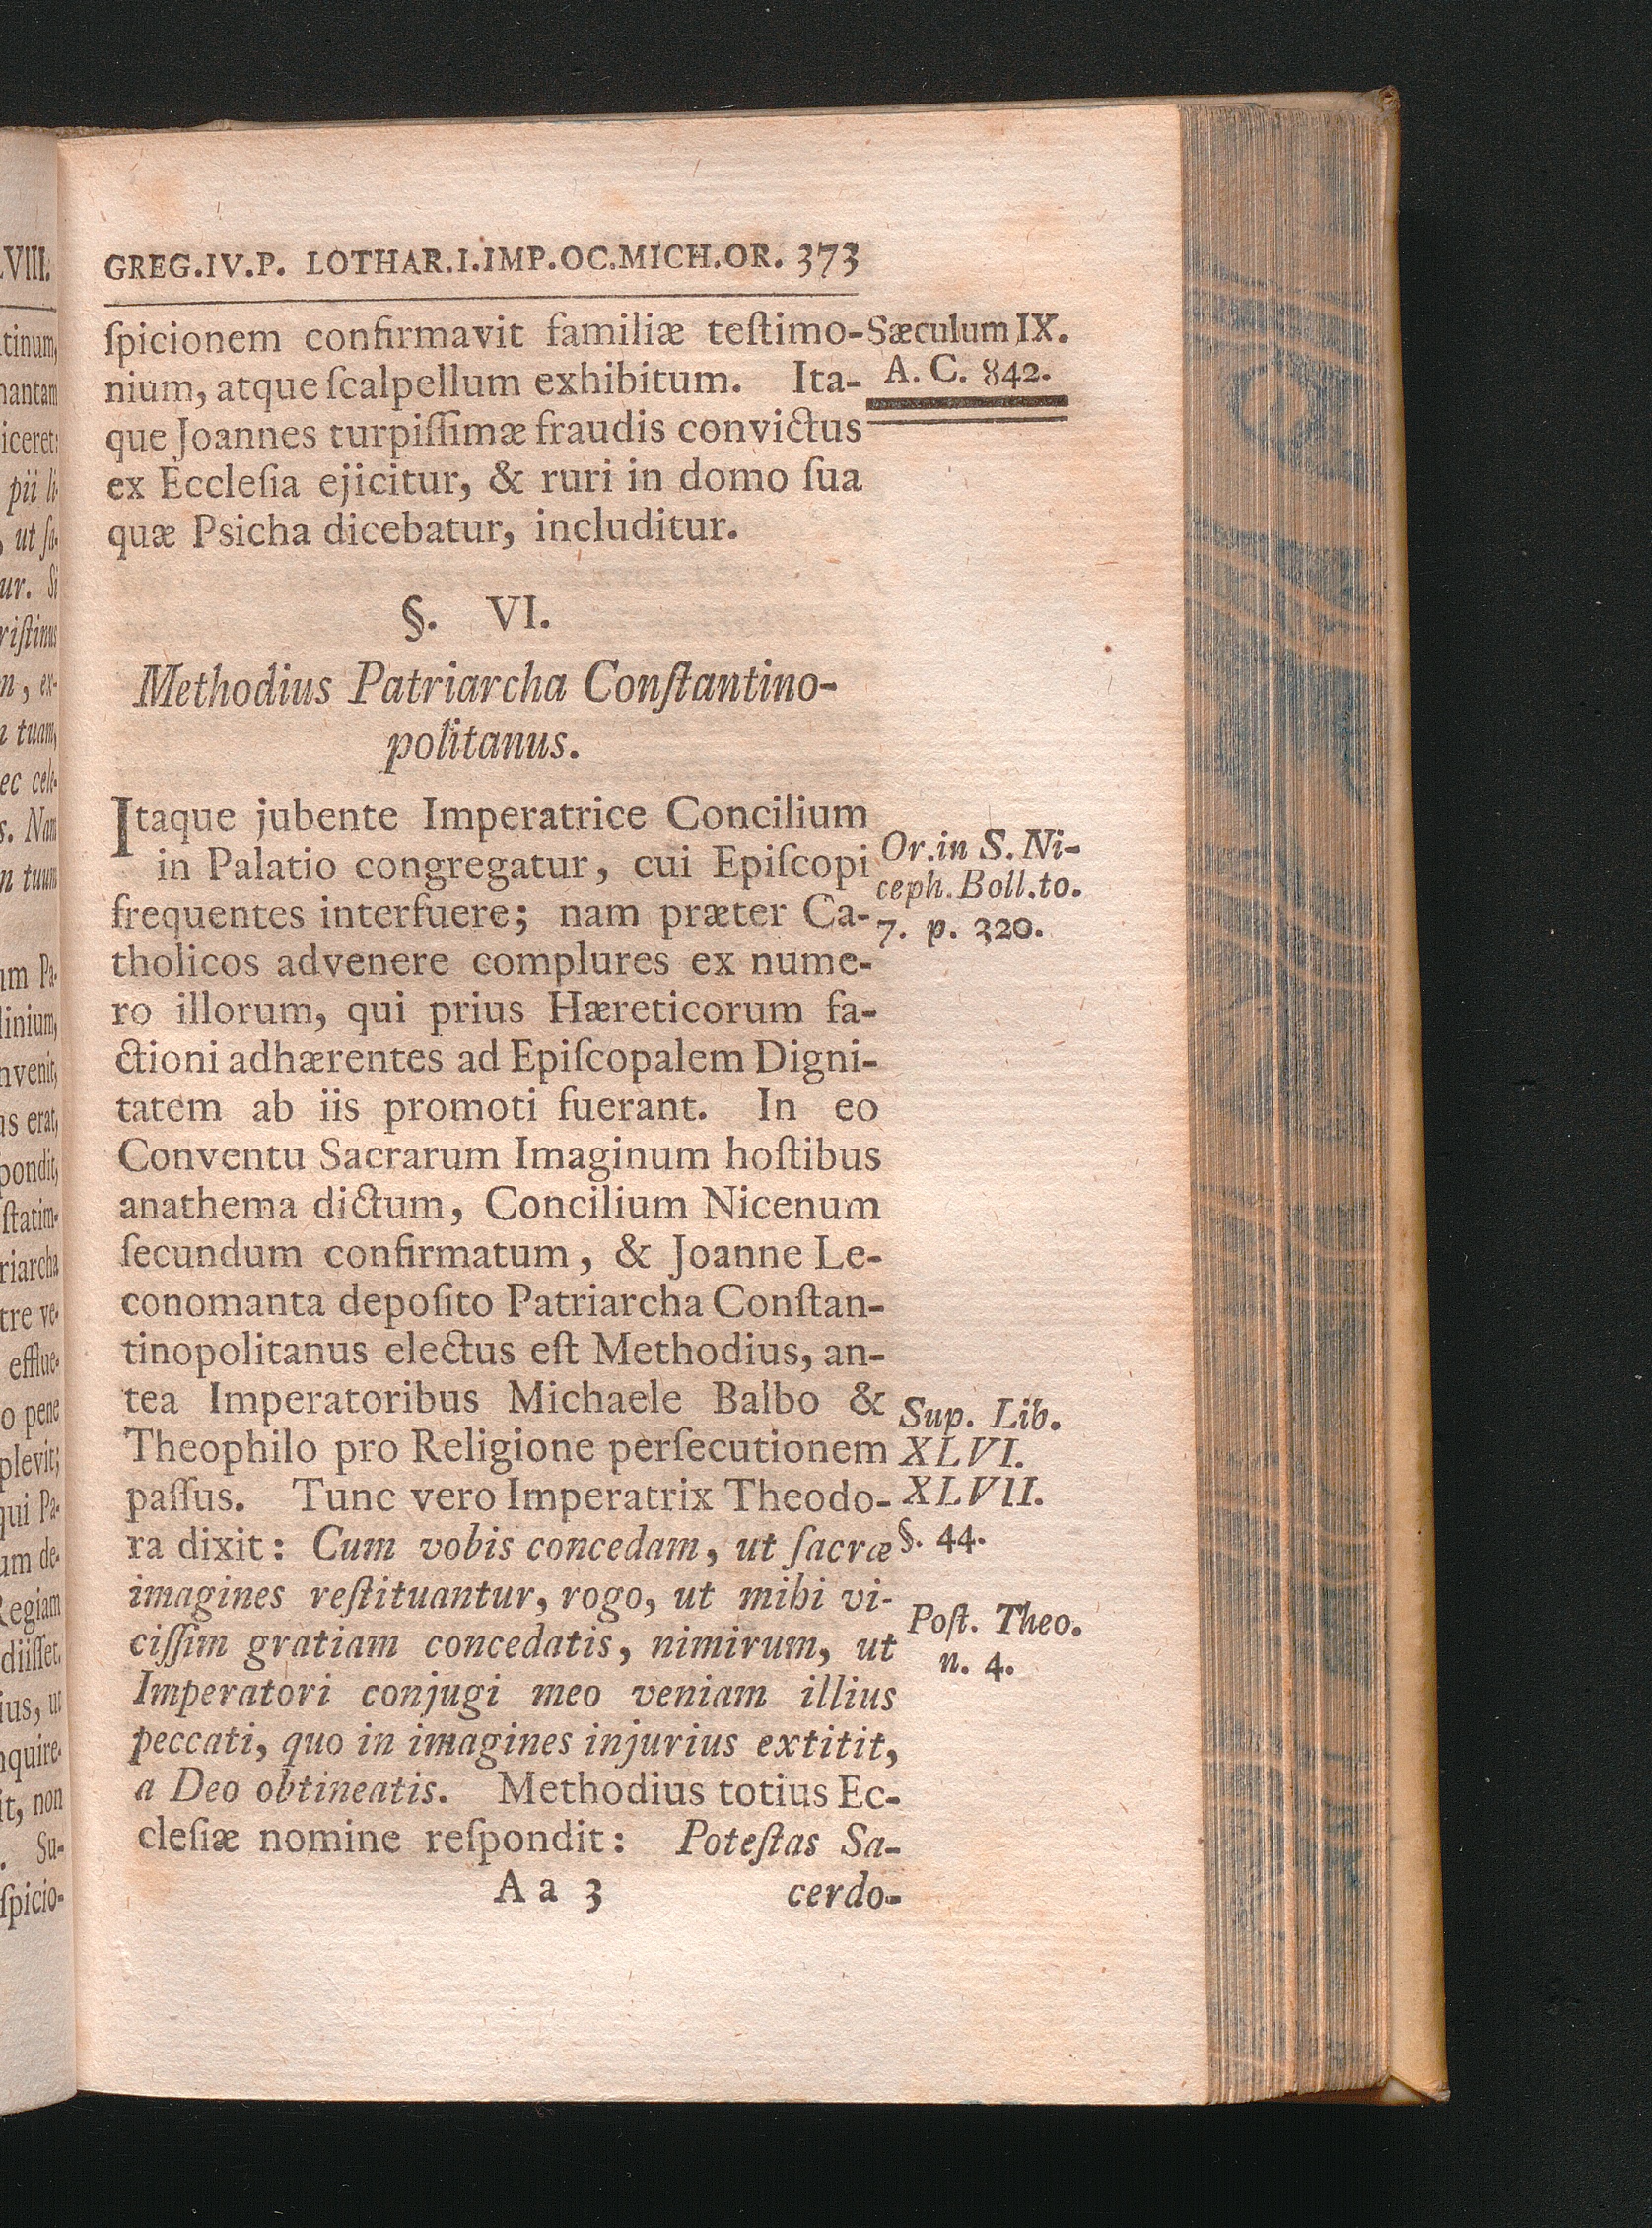 GREG.IV.P. LOTHAR.I.IMP.OC.MICH.OR. 373
ſpicionem confirmavit familiæ teſtimo-
nium, atque ſcalpellum exhibitum. Ita-
que Joannes turpiſſimæ fraudis convictus
ex Eccleſia ejicitur, & ruri in domo ſua
quæ Psicha dicebatur, includitur.
Sæculum IX.
A. C. 842.
§. VI.
Methodius Patriarcha Conſtantino-
politanus.
Itaque jubente Imperatrice Concilium
in Palatio congregatur, cui Epiſcopi
frequentes interfuere; nam præter Ca-
tholicos advenere complures ex nume-
ro illorum, qui prius Hæreticorum fa-
ctioni adhærentes ad Epiſcopalem Digni-
tatem ab iis promoti fuerant. In eo
Conventu Sacrarum Imaginum hoſtibus
anathema dictum, Concilium Nicenum
ſecundum confirmatum, & Joanne Le-
conomanta depoſito Patriarcha Conſtan-
tinopolitanus electus eſt Methodius, an-
tea Imperatoribus Michaele Balbo &
Theophilo pro Religione perſecutionem
paſſus. Tunc vero Imperatrix Theodo-
ra dixit: Cum vobis concedam, ut ſacræ
imagines reſtituantur, rogo, ut mihi vi-
ciſſim gratiam concedatis, nimirum, ut
Imperatori conjugi meo veniam illius
peccati, quo in imagines injurius extitit,
a Deo obtineatis. Methodius totius Ec-
cleſiæ nomine reſpondit: Poteſtas Sa-
Or.in S. Ni-
ceph. Boll.to.
7. p. 320.
Sup. Lib.
XLVI.
XLVII.
§. 44.
Poſt. Theo.
n. 4.
A a 3
cerdo-